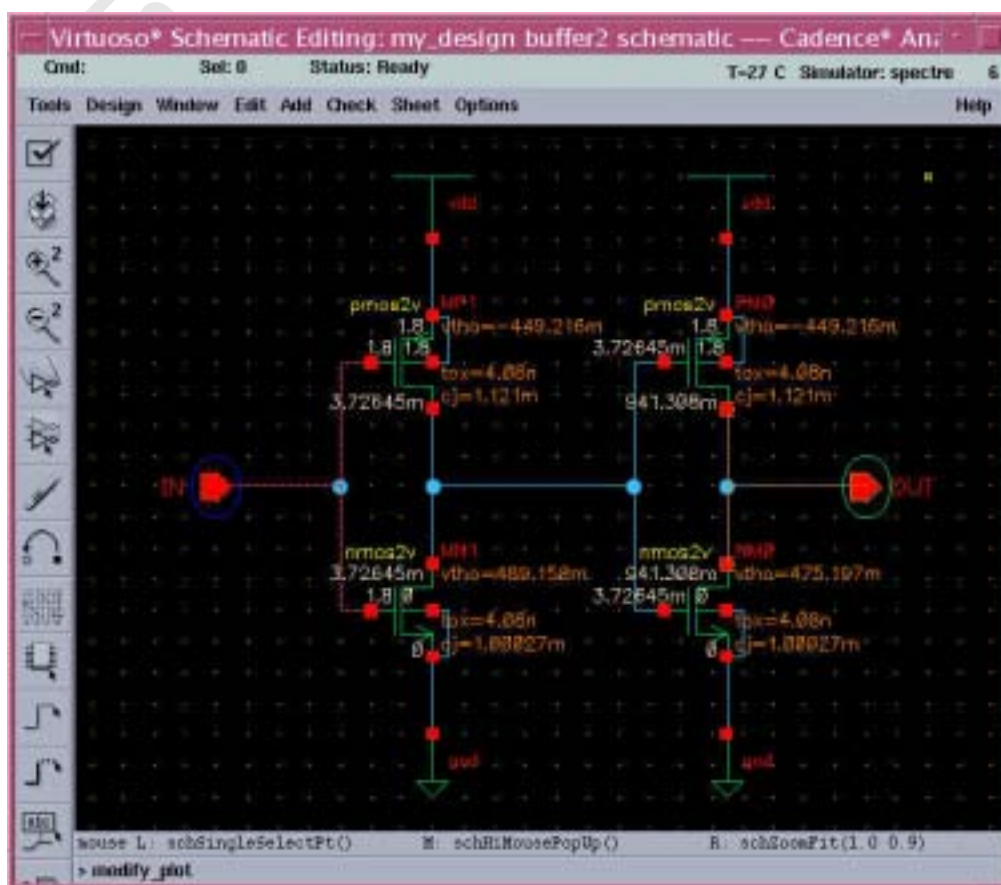 Virtuoso® Schematic Editing: my_design buffer2 schematic — Cadence® Ana
Cmd: Sel: 0 Status: Ready T=27 C Simulator: spectre 6
Tools Design Window Edit Add Check Sheet Options Help
vdd vdd
pmos2v MP1 pmos2v
1.8 vtho=-449.216m 1.8 vtho=-449.216m
1.8 1.8 3.72645m 1.8
tox=4.08n tox=4.08n
3.72645m cj=1.121m 941.308m cj=1.121m
IN OUT
nmos2v MN1 nmos2v
3.72645m 941.308m vtho=475.197m
1.8 0 3.72645m 0
tox=4.08n tox=4.08n
0 cj=1.00027m 0 cj=1.00027m
gnd gnd
mouse L: schSingleSelectPt() M: schHiMousePopUp() R: schZoomFit(1.0 0.9)
> modify_plot